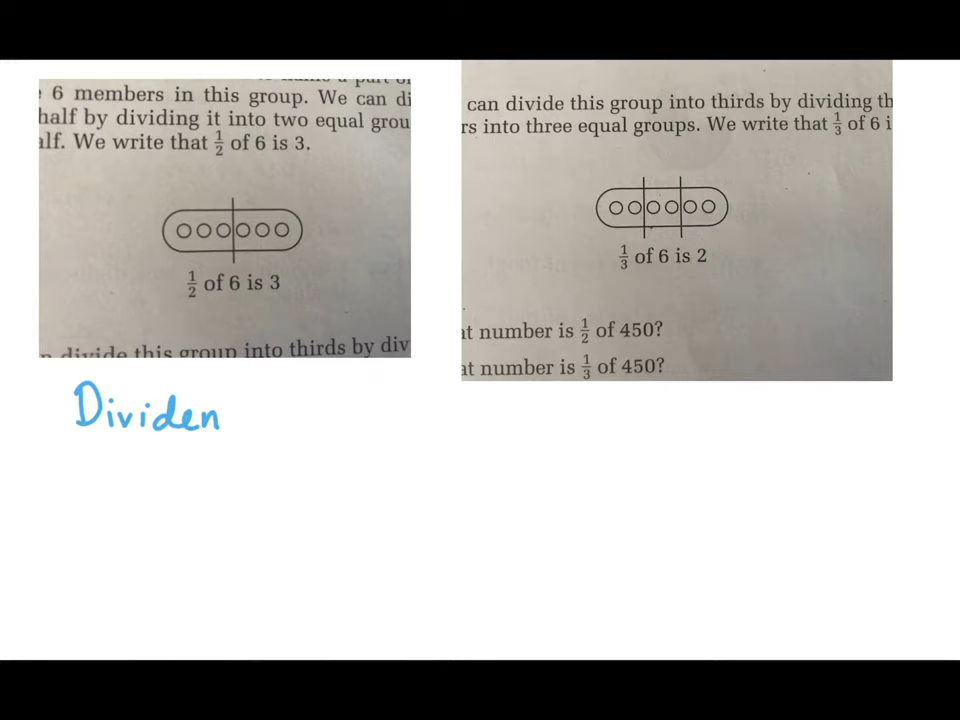 6 members in this group. We can di
half by dividing it into two equal grou
alf. We write that 1/2 of 6 is 3.
1/2 of 6 is 3
divide this group into thirds by div
can divide this group into thirds by dividing th
rs into three equal groups. We write that 1/3 of 6 i
1/3 of 6 is 2
at number is 1/2 of 450?
at number is 1/3 of 450?
Dividen